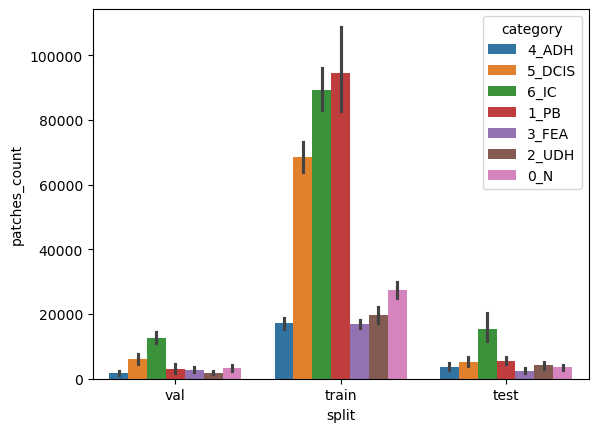 category
4_ADH
5_DCIS
6_IC
1_PB
3_FEA
2_UDH
0_N
patches_count
100000
80000
60000
40000
20000
0
val train test
split